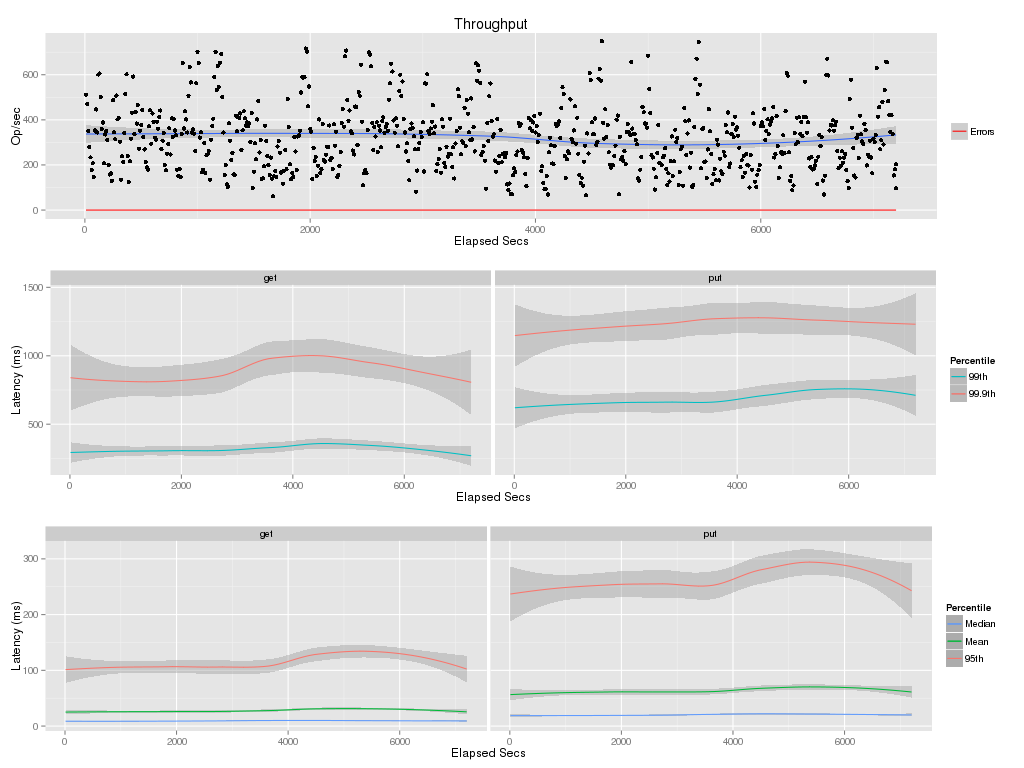 Throughput
Op/sec
600
400
200
0
0 2000 4000 6000
Elapsed Secs
Errors
get put
Latency (ms)
1500
1000
500
0 2000 4000 6000 0 2000 4000 6000
Elapsed Secs
Percentile
99th
99.9th
get put
Latency (ms)
300
200
100
0
0 2000 4000 6000 0 2000 4000 6000
Elapsed Secs
Percentile
Median
Mean
95th